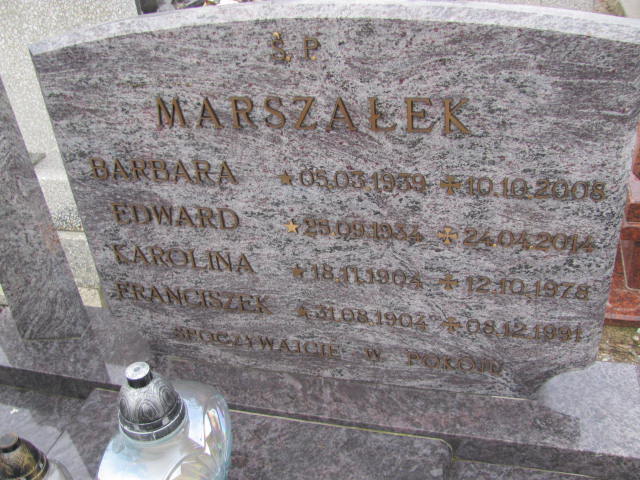 Ś. P.
MARSZAŁEK
BARBARA ★ 05.03.1939 ✠ 10.10.2008
EDWARD ★ 25.09.1934 ✠ 24.04.2014
KAROLINA ★ 18.11.1904 ✠ 12.10.1978
FRANCISZEK ★ 31.08.1902 ✠ 08.12.1991
SPOCZYWAJCIE W POKOJU